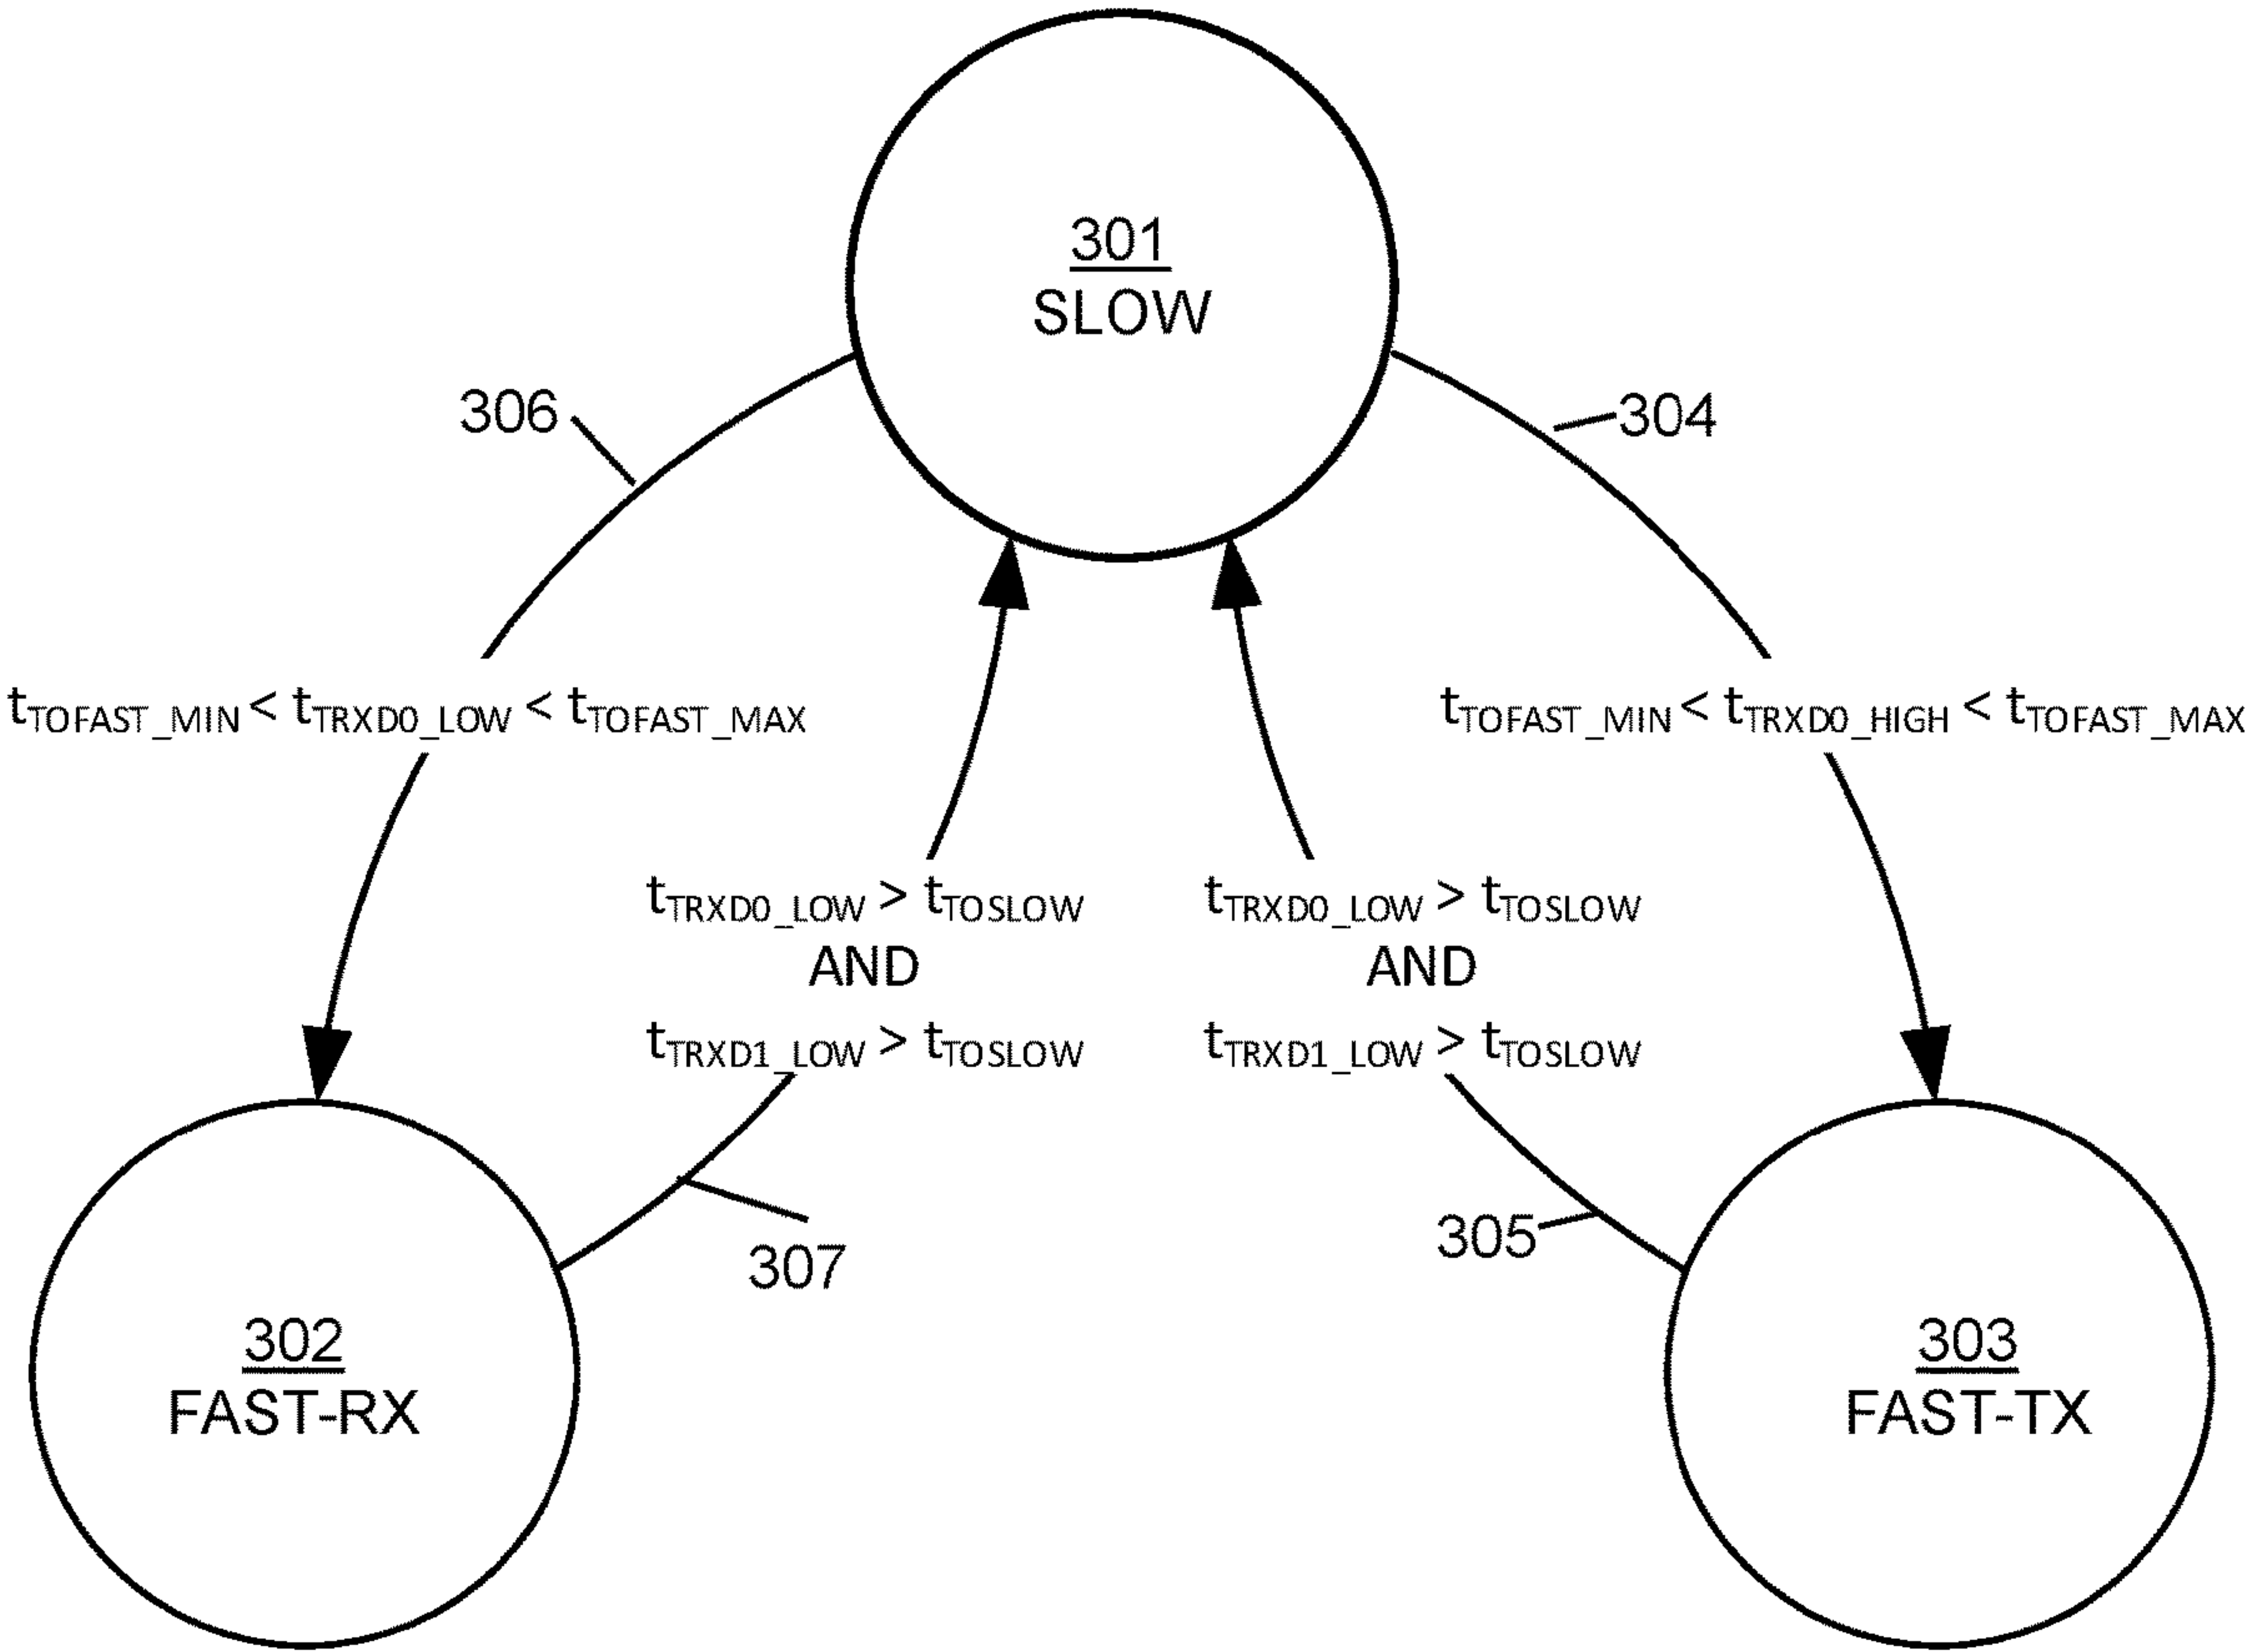 301
SLOW
306
304
tTOFAST_MIN < tTRXD0_LOW < tTOFAST_MAX
tTOFAST_MIN < tTRXD0_HIGH < tTOFAST_MAX
tTRXD0_LOW > tTOSLOW
AND
tTRXD1_LOW > tTOSLOW
tTRXD0_LOW > tTOSLOW
AND
tTRXD1_LOW > tTOSLOW
307
305
302
FAST-RX
303
FAST-TX